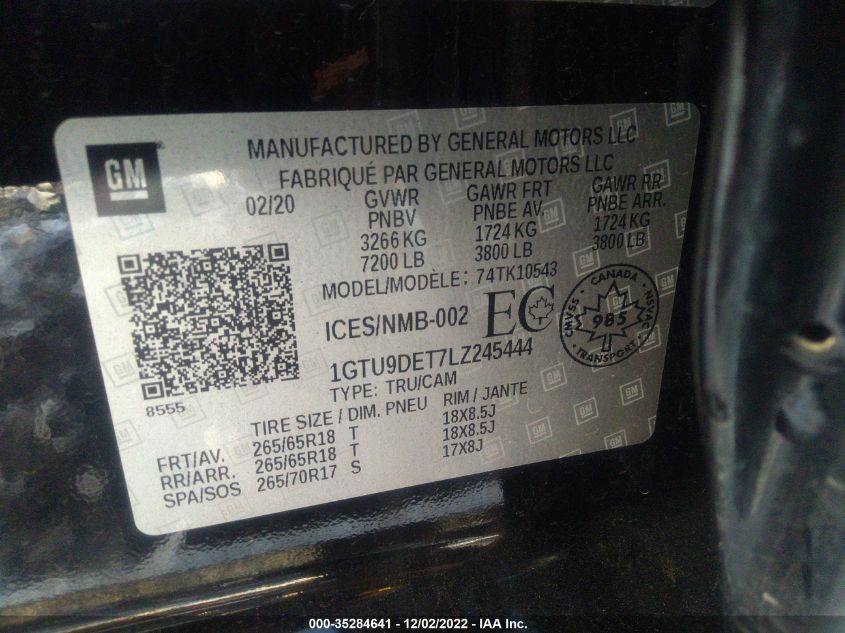 GM
MANUFACTURED BY GENERAL MOTORS LLC
FABRIQUÉ PAR GENERAL MOTORS LLC
02/20 GVWR GAWR FRT GAWR RR
PNBV PNBE AV. PNBE ARR.
3266 KG 1724 KG 1724 KG
7200 LB 3800 LB 3800 LB
MODEL/MODÈLE: 74TK10543
ICES/NMB-002 EC
CANADA
CMVSS 985 NSVAC
TRANSPORT
1GTU9DET7LZ245444
TYPE: TRU/CAM
8555
TIRE SIZE / DIM. PNEU RIM / JANTE
FRT/AV. 265/65R18 T 18X8.5J
RR/ARR. 265/65R18 T 18X8.5J
SPA/SOS 265/70R17 S 17X8J
000-35284641 - 12/02/2022 - IAA Inc.